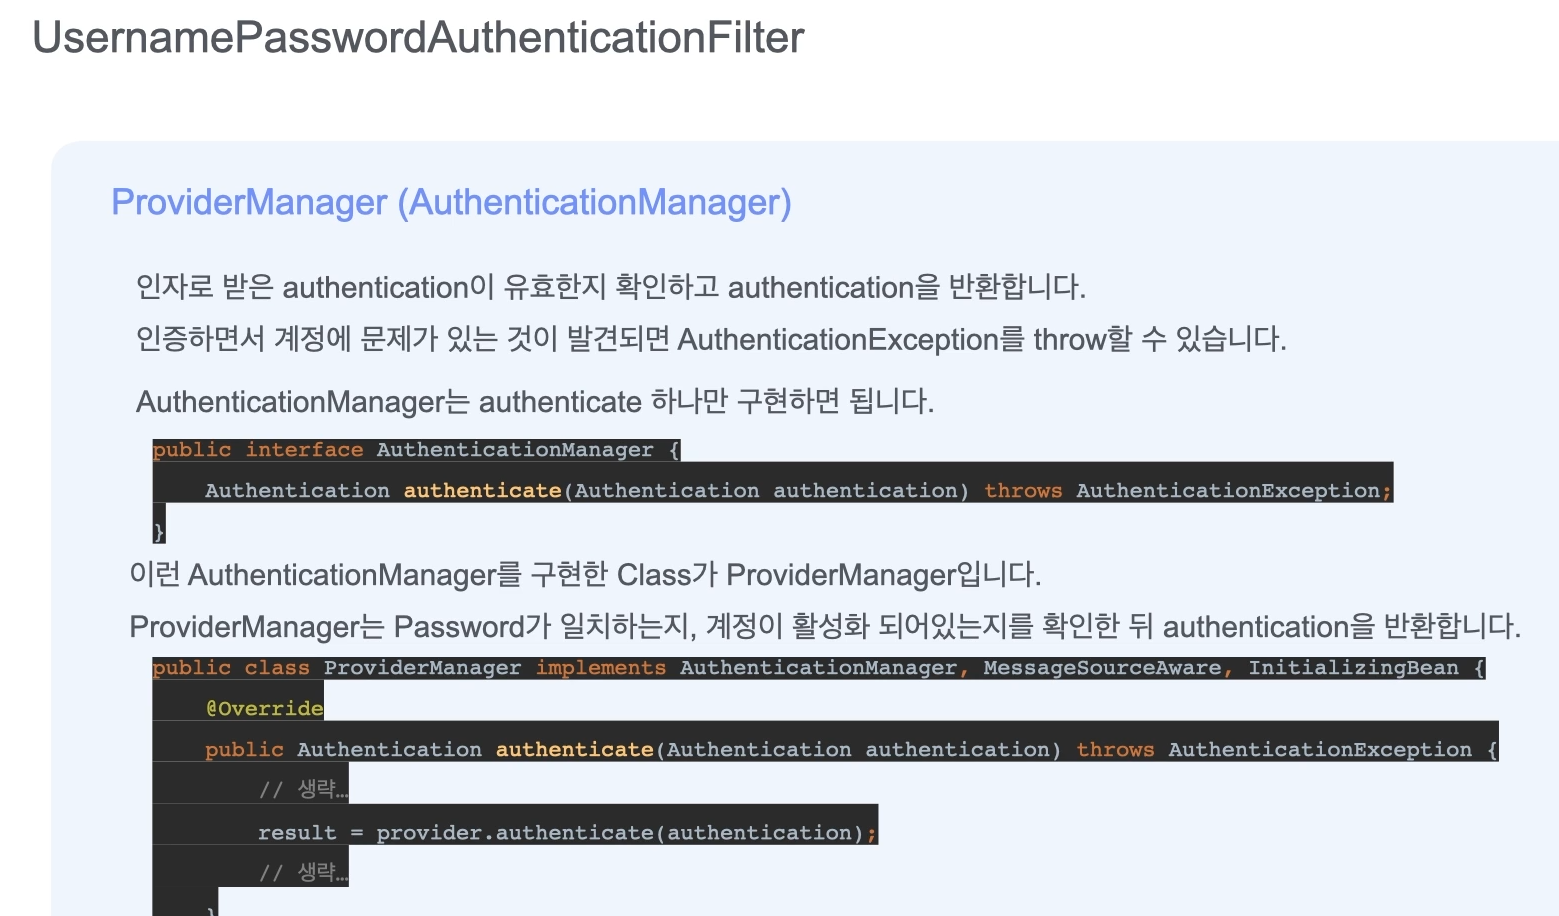 UsernamePasswordAuthenticationFilter
ProviderManager (AuthenticationManager)
인자로 받은 authentication이 유효한지 확인하고 authentication을 반환합니다.
인증하면서 계정에 문제가 있는 것이 발견되면 AuthenticationException를 throw할 수 있습니다.
AuthenticationManager는 authenticate 하나만 구현하면 됩니다.
public interface AuthenticationManager {
    Authentication authenticate(Authentication authentication) throws AuthenticationException;
}
이런 AuthenticationManager를 구현한 Class가 ProviderManager입니다.
ProviderManager는 Password가 일치하는지, 계정이 활성화 되어있는지를 확인한 뒤 authentication을 반환합니다.
public class ProviderManager implements AuthenticationManager, MessageSourceAware, InitializingBean {
    @Override
    public Authentication authenticate(Authentication authentication) throws AuthenticationException {
        // 생략…
        result = provider.authenticate(authentication);
        // 생략…
    }